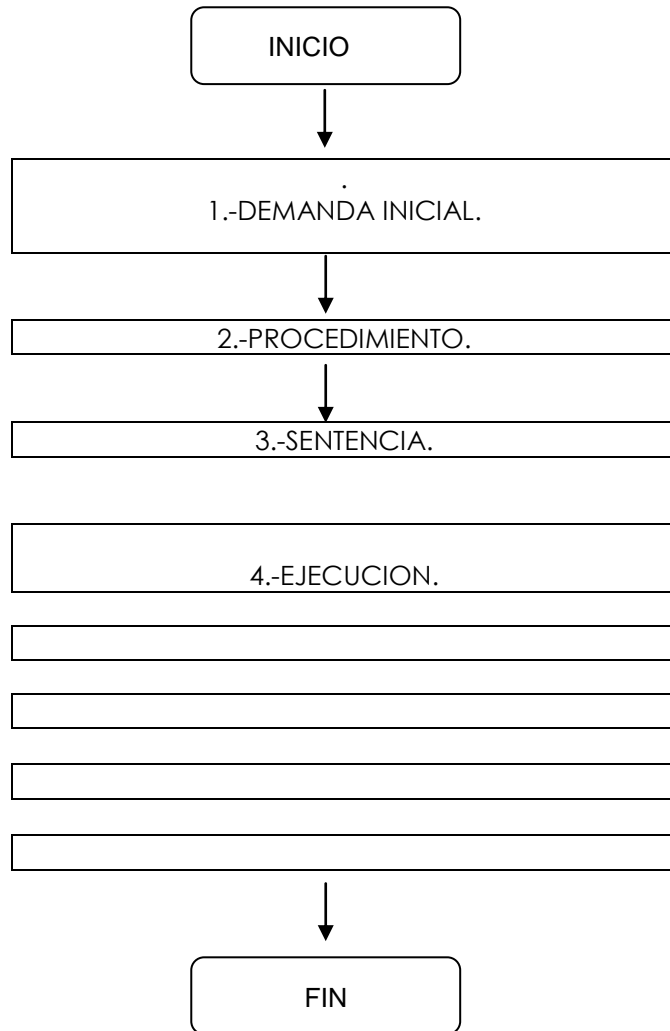 INICIO
.
1.-DEMANDA INICIAL.
2.-PROCEDIMIENTO.
3.-SENTENCIA.
4.-EJECUCION.
FIN